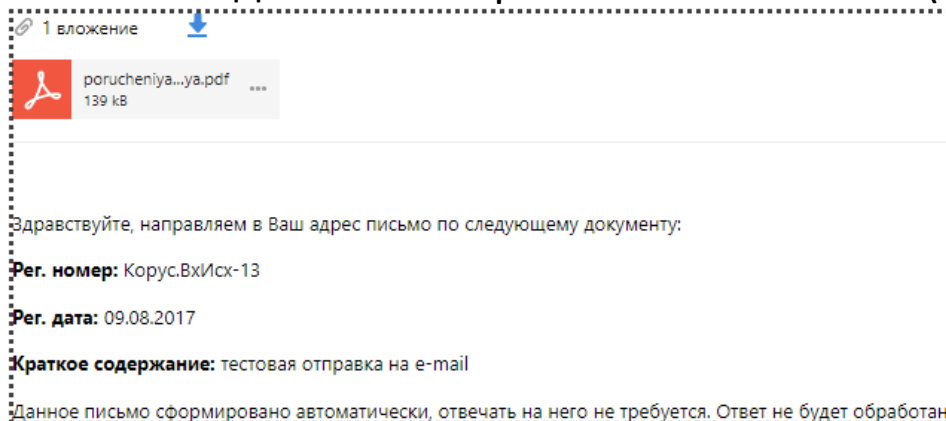 1 вложение
porucheniya...ya.pdf
139 kB
Здравствуйте, направляем в Ваш адрес письмо по следующему документу:
Рег. номер: Корус.ВхИсх-13
Рег. дата: 09.08.2017
Краткое содержание: тестовая отправка на e-mail
Данное письмо сформировано автоматически, отвечать на него не требуется. Ответ не будет обработан